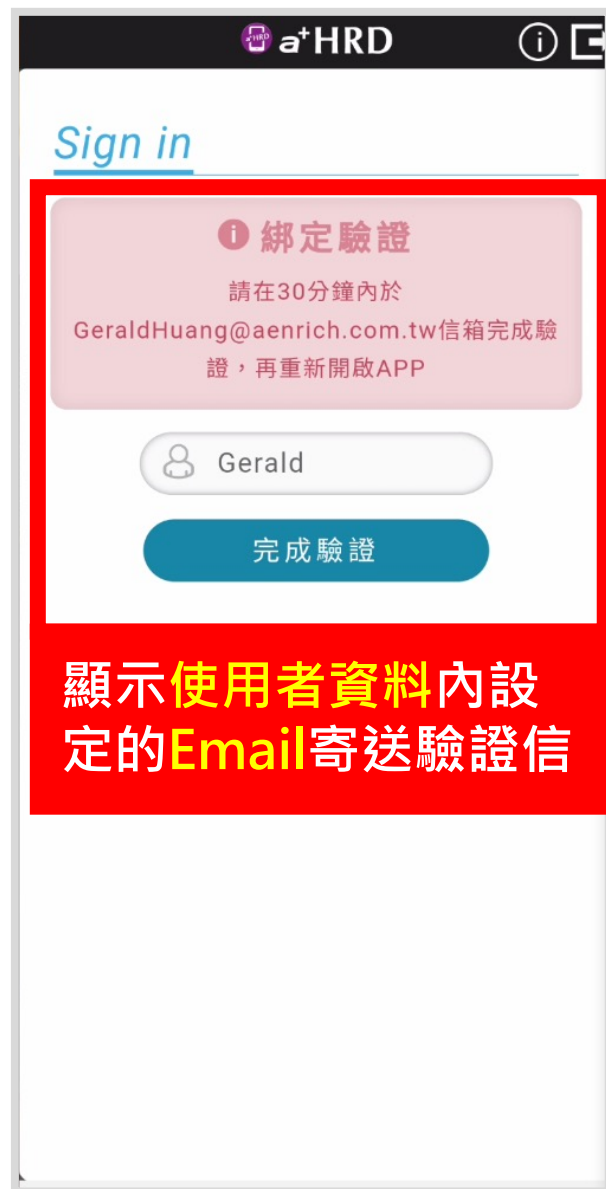 a⁺HRD
Sign in
綁定驗證
請在30分鐘內於
GeraldHuang@aenrich.com.tw信箱完成驗
證，再重新開啟APP
Gerald
完成驗證
顯示使用者資料內設
定的Email寄送驗證信